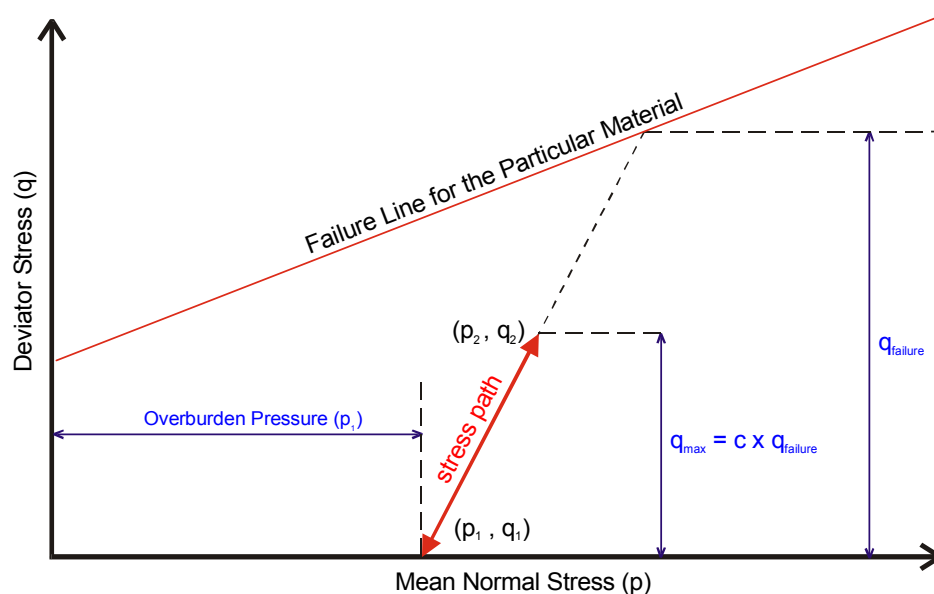 Deviator Stress (q)
Failure Line for the Particular Material
(p₂ , q₂)
q_failure
Overburden Pressure (p₁)
stress path
q_max = c x q_failure
(p₁ , q₁)
Mean Normal Stress (p)